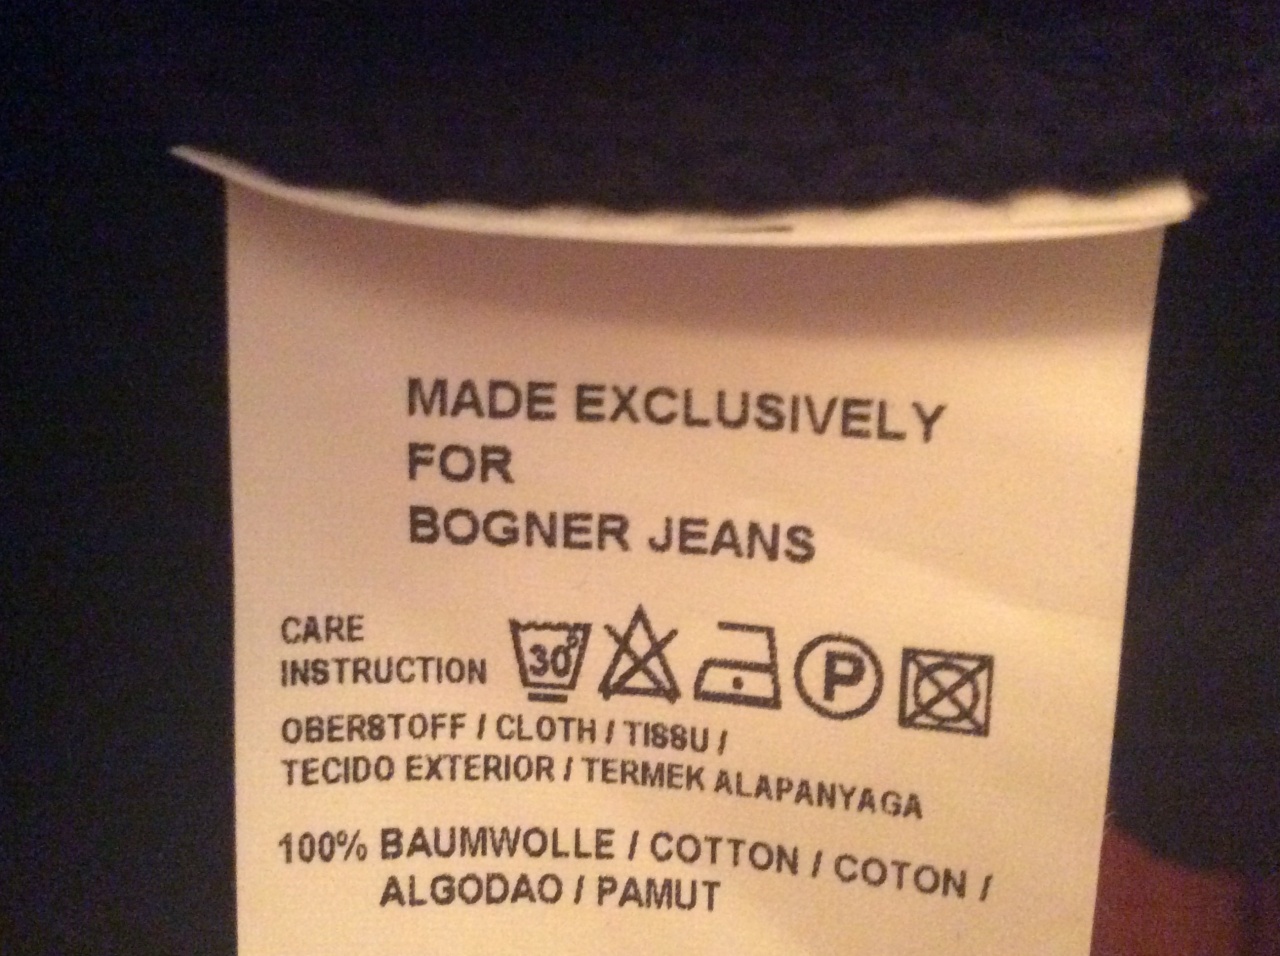 MADE EXCLUSIVELY
FOR
BOGNER JEANS
CARE
INSTRUCTION 30° P
OBERSTOFF / CLOTH / TISSU /
TECIDO EXTERIOR / TERMEK ALAPANYAGA
100% BAUMWOLLE / COTTON / COTON /
ALGODAO / PAMUT